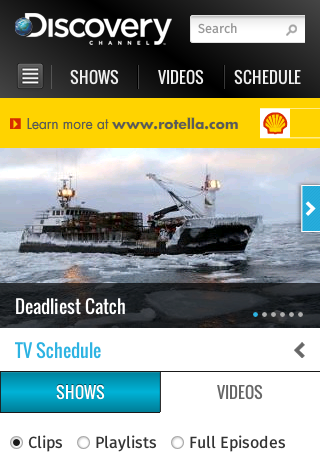 Discovery
CHANNEL
Search
SHOWS VIDEOS SCHEDULE
Learn more at www.rotella.com
Deadliest Catch
TV Schedule
SHOWS VIDEOS
Clips Playlists Full Episodes